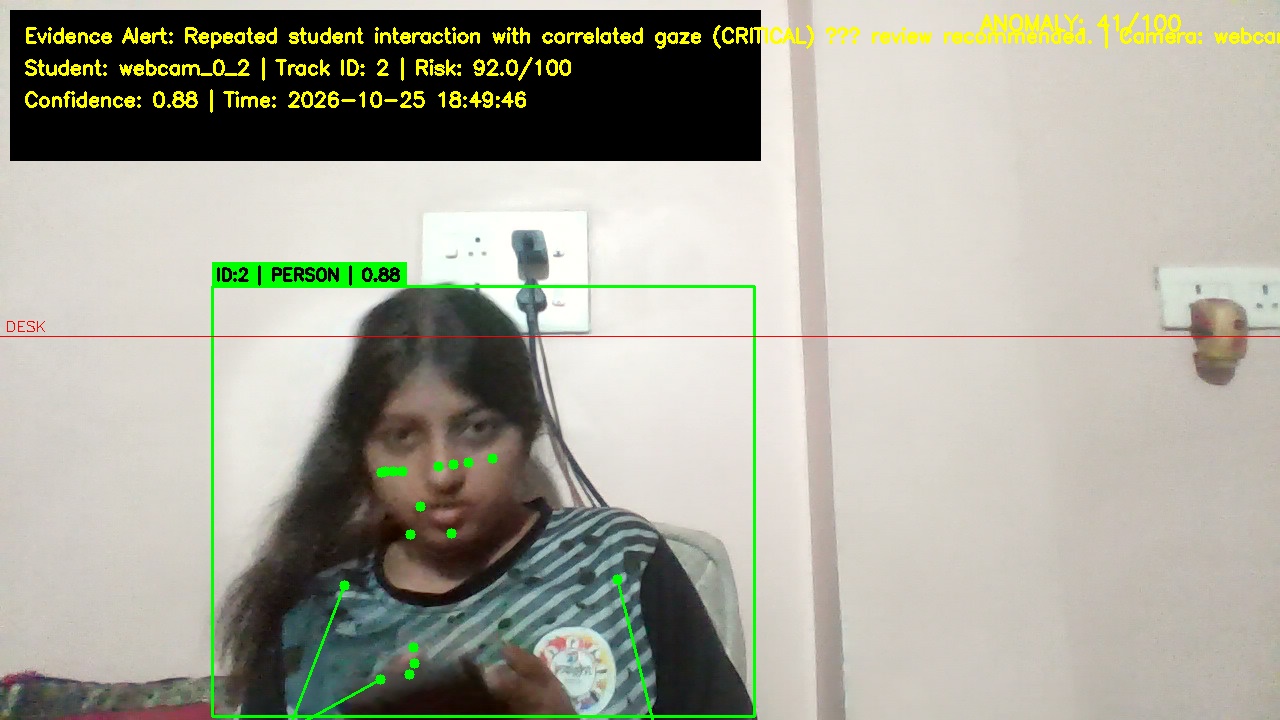 ANOMALY: 41/100
Evidence Alert: Repeated student interaction with correlated gaze (CRITICAL) ??? review recommended. | Camera: webca
Student: webcam_0_2 | Track ID: 2 | Risk: 92.0/100
Confidence: 0.88 | Time: 2026-10-25 18:49:46
ID:2 | PERSON | 0.88
DESK